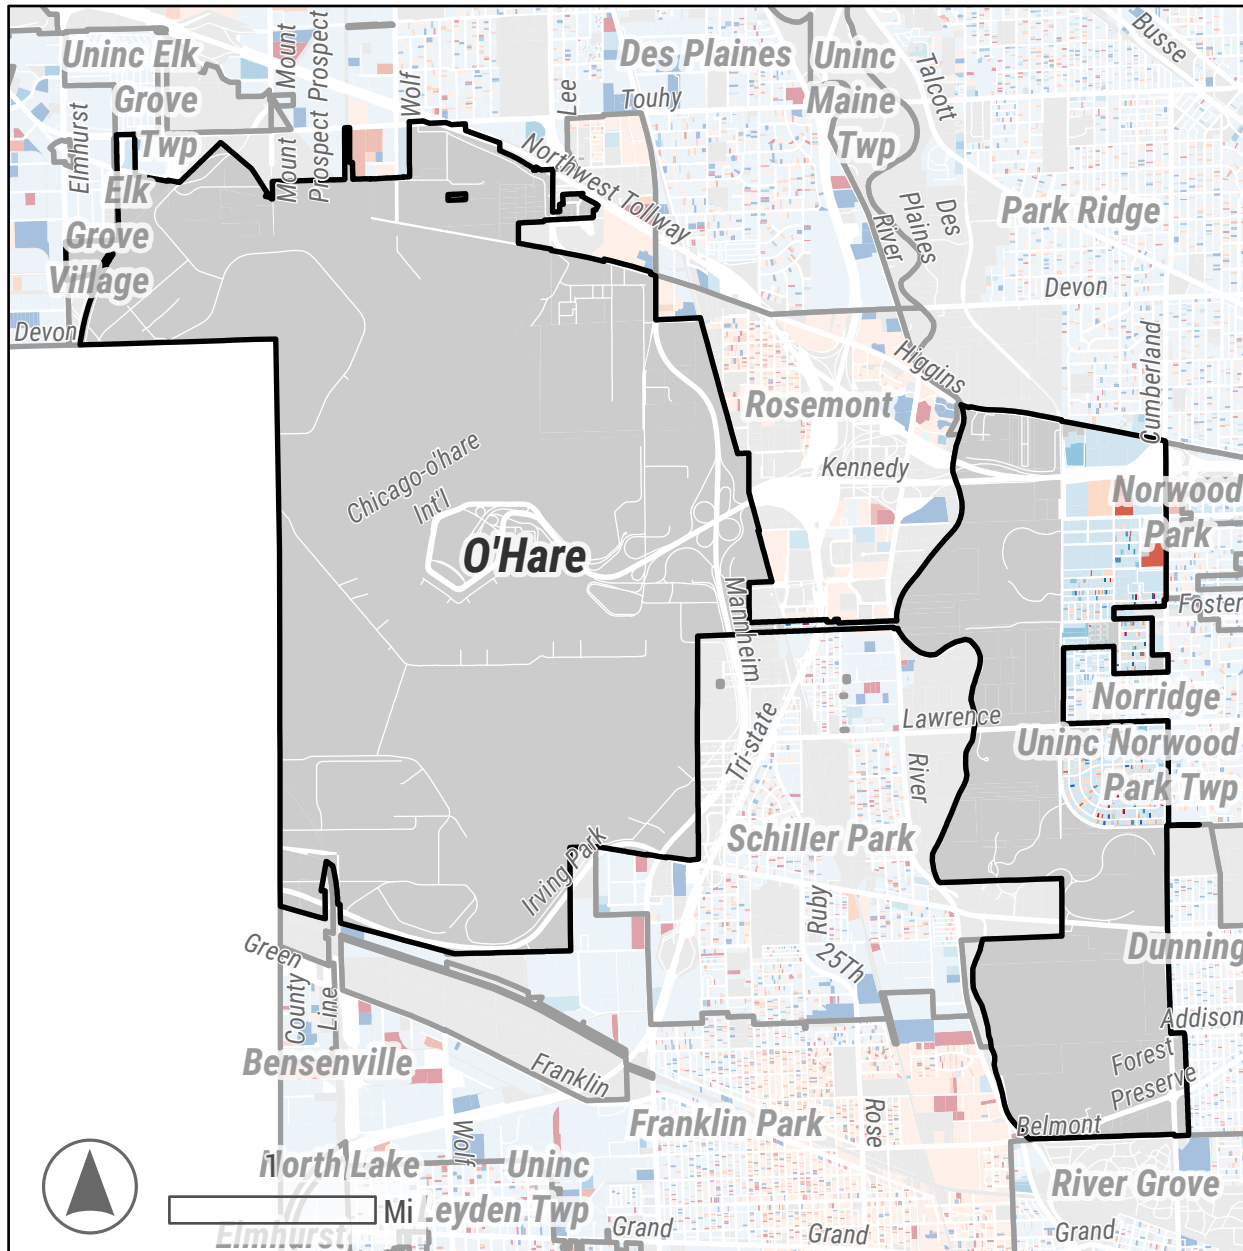 Busse
Uninc Elk
Grove
Twp
Mount
Mount
Prospect
Prospect
Wolf
Lee
Des Plaines
Touhy
Uninc
Maine
Twp
Talcott
Elmhurst
Elk
Grove
Village
Northwest Tollway
Des
Plaines
River
Park Ridge
Devon
Devon
Cumberland
Higgins
Rosemont
Kennedy
Chicago-o'hare
Int'l
O'Hare
Norwood
Park
Foster
Mannheim
Norridge
Lawrence
Tri-state
River
Uninc Norwood
Park Twp
Schiller Park
Irving Park
Ruby
25Th
Dunning
Green
County
Line
Addison
Forest
Preserve
Bensenville
Franklin
Franklin Park
Rose
Belmont
Wolf
North Lake
Uninc
Leyden Twp
River Grove
1
Mi
Elmhurst
Grand
Grand
Grand